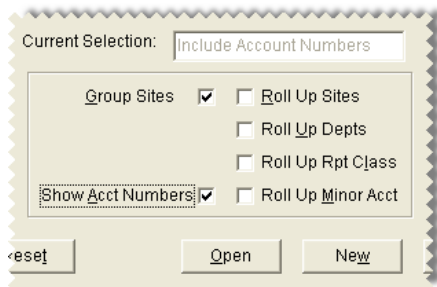 Current Selection: Include Account Numbers
Group Sites Roll Up Sites
Roll Up Depts
Roll Up Rpt Class
Show Acct Numbers Roll Up Minor Acct
eset Open New